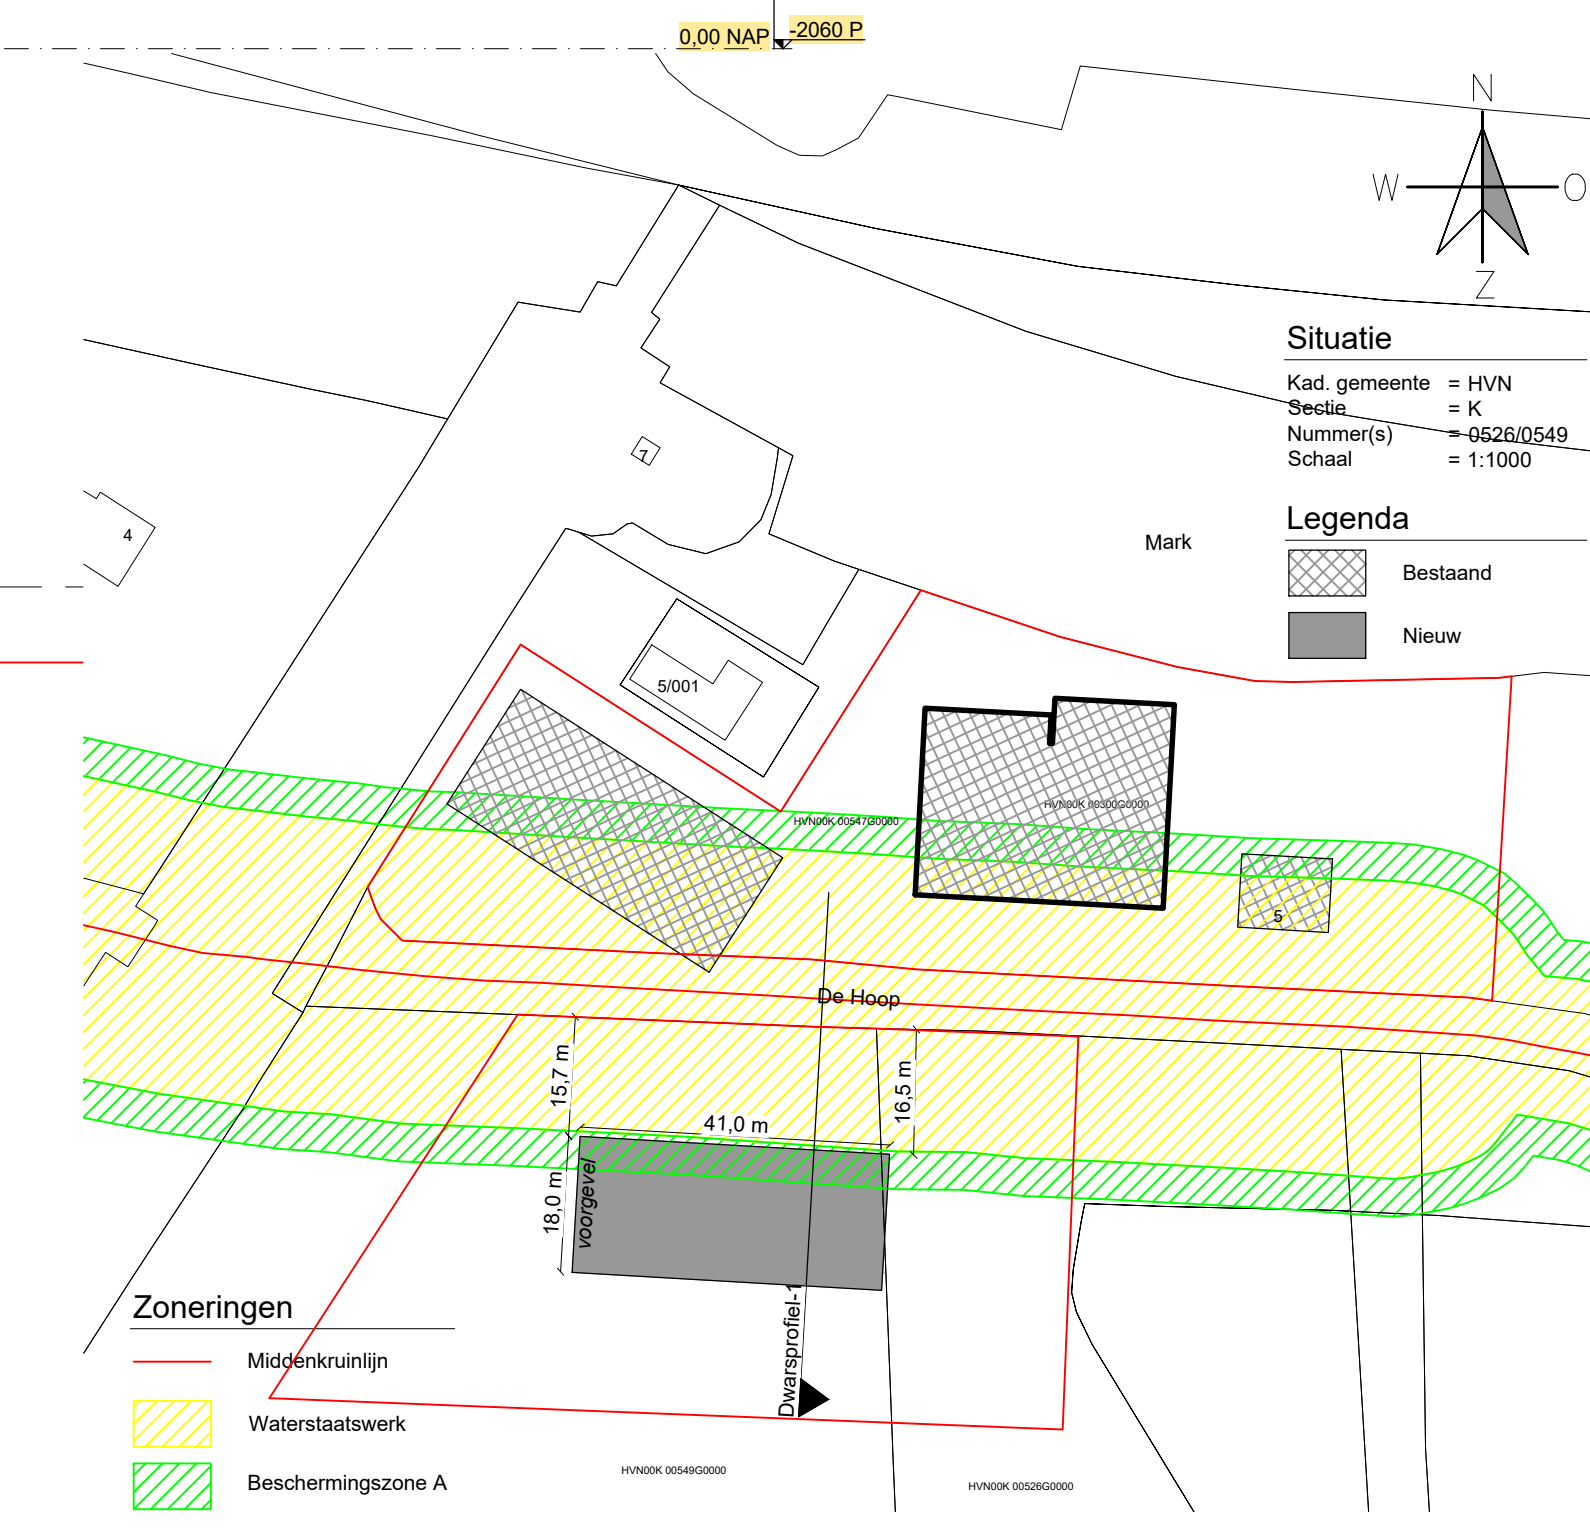 0,00 NAP
-2060 P
N
W
O
Z
Situatie
Kad. gemeente = HVN
Sectie = K
Nummer(s) = 0526/0549
Schaal = 1:1000
Legenda
Bestaand
Nieuw
Mark
7
4
5/001
HVN00K 00300G0000
HVN00K 00547G0000
5
De Hoop
15,7 m
16,5 m
41,0 m
18,0 m
voorgevel
Dwarsprofiel-1
Zoneringen
Middenkruinlijn
Waterstaatswerk
Beschermingszone A
HVN00K 00549G0000
HVN00K 00526G0000